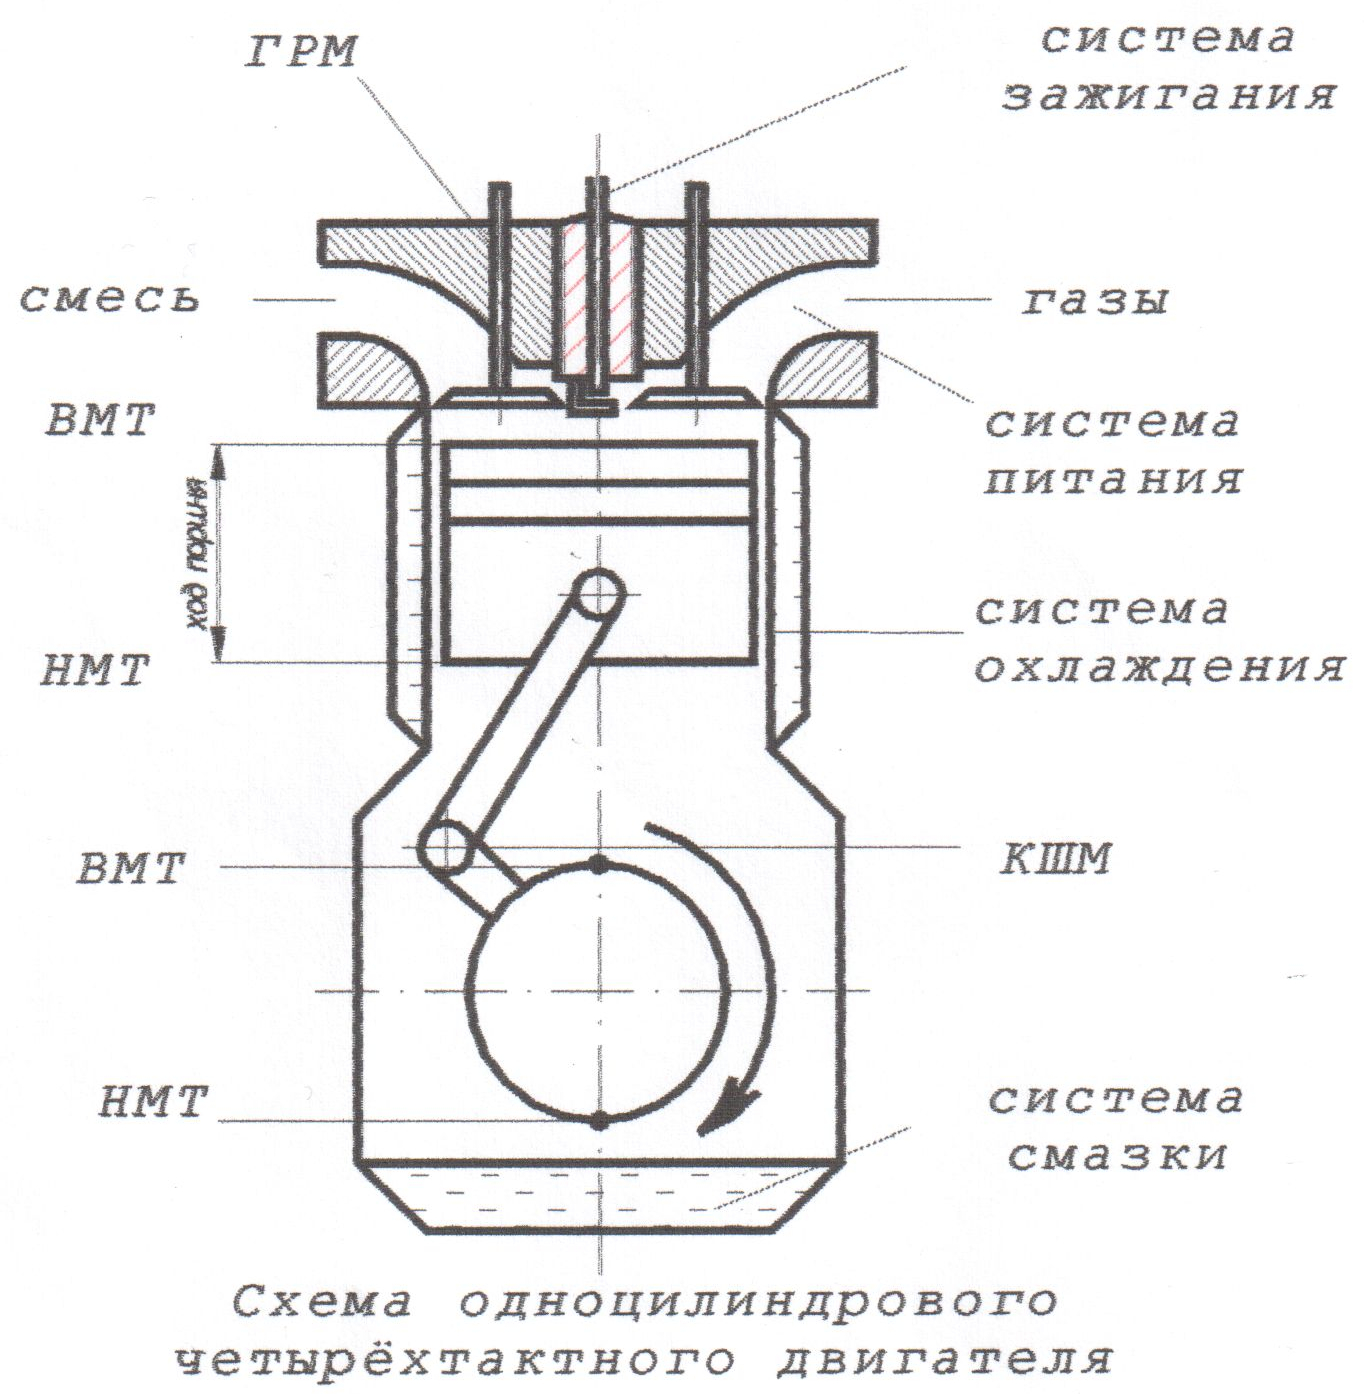 ГРМ
система
зажигания
смесь
газы
ВМТ
система
питания
ход поршня
система
охлаждения
НМТ
ВМТ
КШМ
НМТ
система
смазки
Схема одноцилиндрового
четырёхтактного двигателя